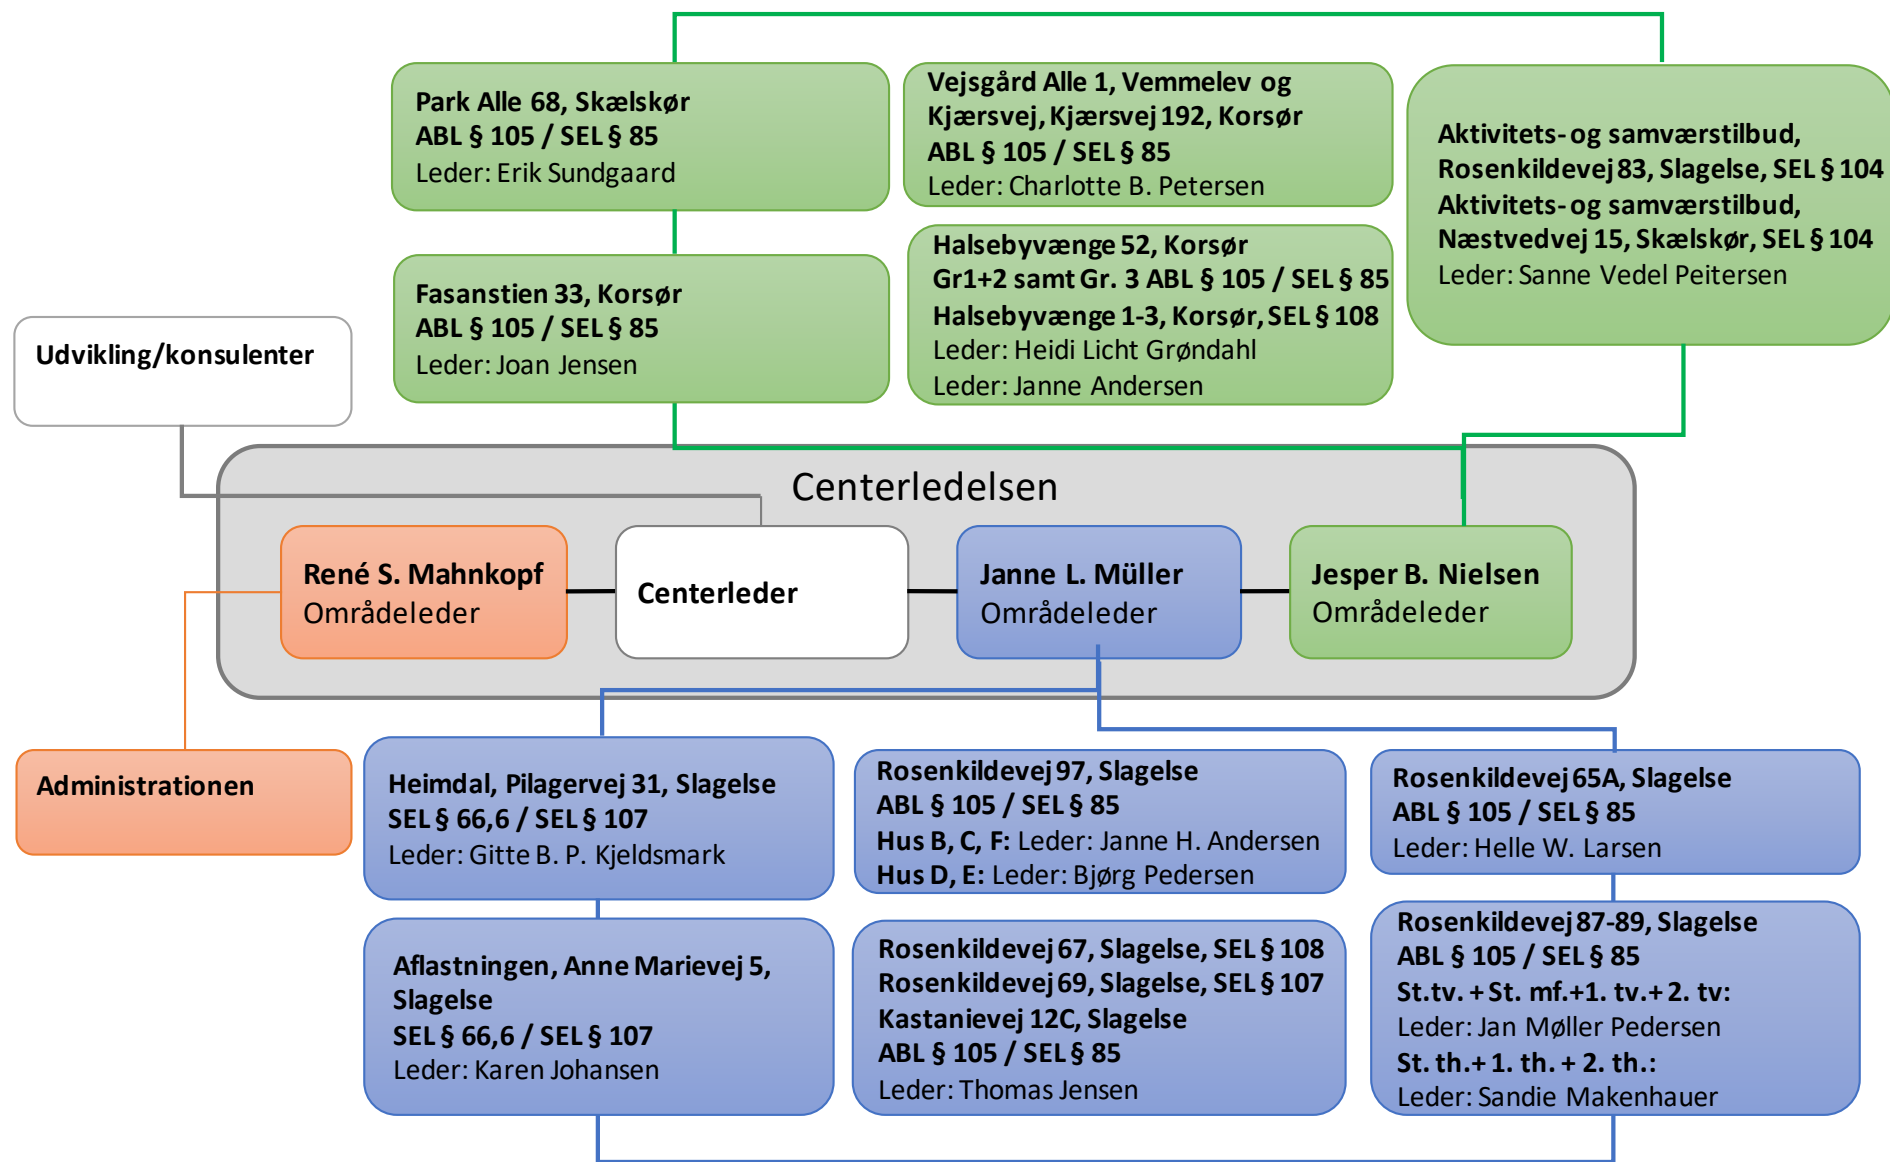 Park Alle 68, Skælskør
ABL § 105 / SEL § 85
Leder: Erik Sundgaard
Vejsgård Alle 1, Vemmelev og
Kjærsvej, Kjærsvej 192, Korsør
ABL § 105 / SEL § 85
Leder: Charlotte B. Petersen
Aktivitets- og samværstilbud,
Rosenkildevej 83, Slagelse, SEL § 104
Aktivitets- og samværstilbud,
Næstvedvej 15, Skælskør, SEL § 104
Leder: Sanne Vedel Peitersen
Fasanstien 33, Korsør
ABL § 105 / SEL § 85
Leder: Joan Jensen
Halsebyvænge 52, Korsør
Gr1+2 samt Gr. 3 ABL § 105 / SEL § 85
Halsebyvænge 1-3, Korsør, SEL § 108
Leder: Heidi Licht Grøndahl
Leder: Janne Andersen
Udvikling/konsulenter
Centerledelsen
René S. Mahnkopf
Områdeleder
Centerleder
Janne L. Müller
Områdeleder
Jesper B. Nielsen
Områdeleder
Administrationen
Heimdal, Pilagervej 31, Slagelse
SEL § 66,6 / SEL § 107
Leder: Gitte B. P. Kjeldsmark
Rosenkildevej 97, Slagelse
ABL § 105 / SEL § 85
Hus B, C, F: Leder: Janne H. Andersen
Hus D, E: Leder: Bjørg Pedersen
Rosenkildevej 65A, Slagelse
ABL § 105 / SEL § 85
Leder: Helle W. Larsen
Aflastningen, Anne Marievej 5,
Slagelse
SEL § 66,6 / SEL § 107
Leder: Karen Johansen
Rosenkildevej 67, Slagelse, SEL § 108
Rosenkildevej 69, Slagelse, SEL § 107
Kastanievej 12C, Slagelse
ABL § 105 / SEL § 85
Leder: Thomas Jensen
Rosenkildevej 87-89, Slagelse
ABL § 105 / SEL § 85
St.tv. + St. mf.+1. tv.+ 2. tv:
Leder: Jan Møller Pedersen
St. th.+ 1. th. + 2. th.:
Leder: Sandie Makenhauer